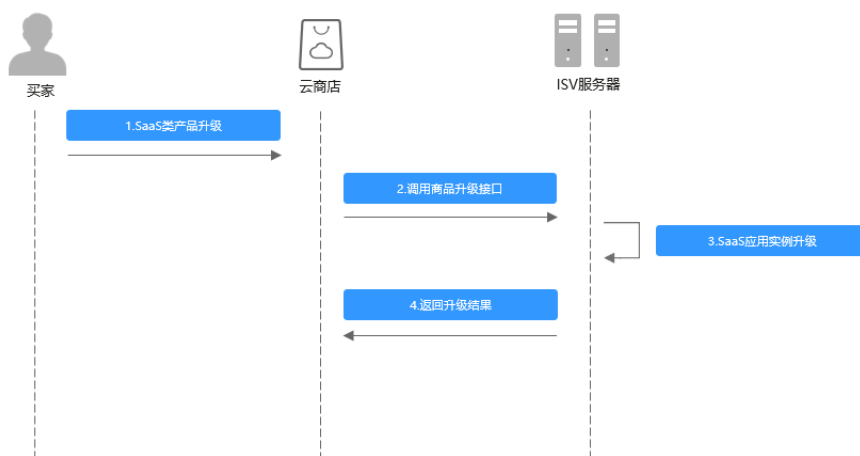 买家
云商店
ISV服务器
1.SaaS类产品升级
2.调用商品升级接口
3.SaaS应用实例升级
4.返回升级结果